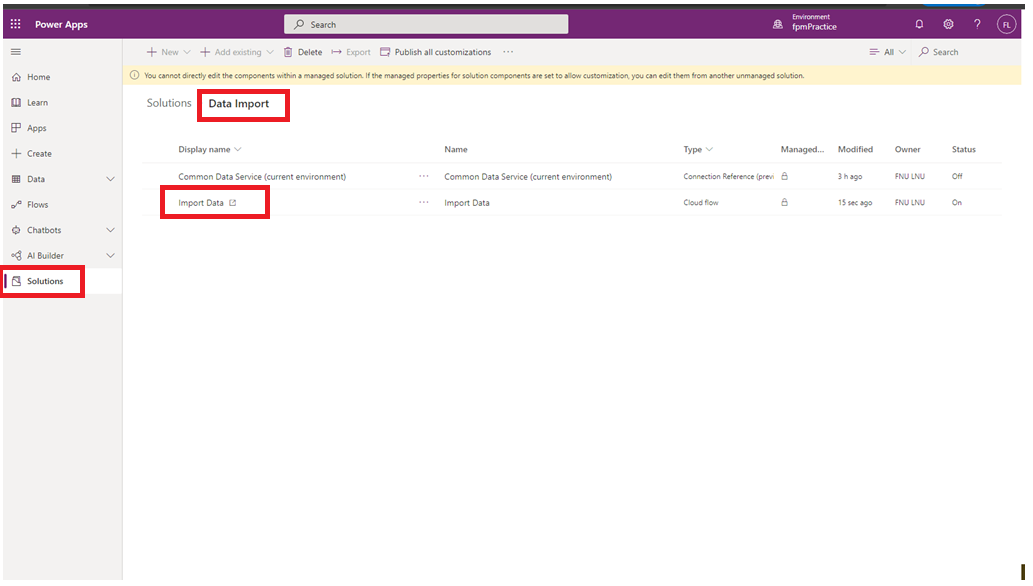 Power Apps
Search
Environment
fpmPractice
?
FL
Home
Learn
Apps
Create
Data
Flows
Chatbots
AI Builder
Solutions
New
Add existing
Delete
Export
Publish all customizations
...
All
Search
You cannot directly edit the components within a managed solution. If the managed properties for solution components are set to allow customization, you can edit them from another unmanaged solution.
Solutions Data Import
Display name Name Type Managed... Modified Owner Status
Common Data Service (current environment) ... Common Data Service (current environment) Connection Reference (previ 3 h ago FNU LNU Off
Import Data ... Import Data Cloud flow 15 sec ago FNU LNU On